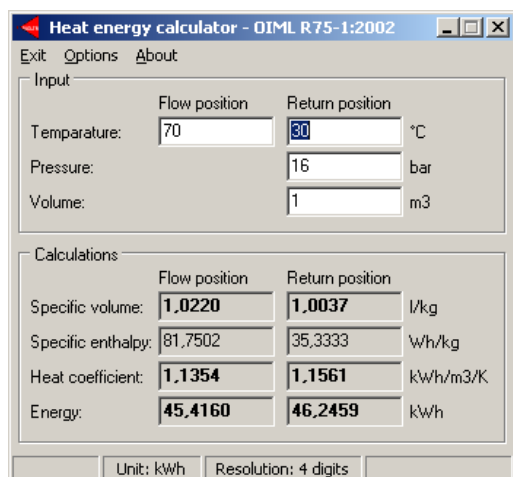 Heat energy calculator - OIML R75-1:2002
Exit Options About
Input
Flow position Return position
Temparature: 70 30 °C
Pressure: 16 bar
Volume: 1 m3
Calculations
Flow position Return position
Specific volume: 1,0220 1,0037 l/kg
Specific enthalpy: 81,7502 35,3333 Wh/kg
Heat coefficient: 1,1354 1,1561 kWh/m3/K
Energy: 45,4160 46,2459 kWh
Unit: kWh Resolution: 4 digits